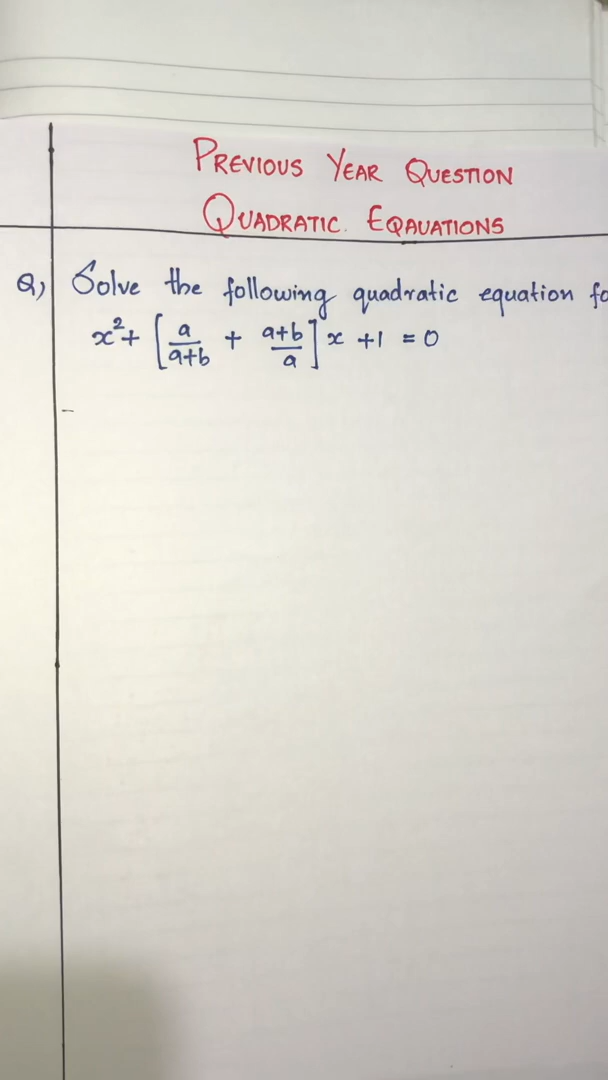 PREVIOUS YEAR QUESTION
QUADRATIC. EQAUATIONS
Q) Solve the following quadratic equation fo
x² + [a/(a+b) + (a+b)/a] x + 1 = 0